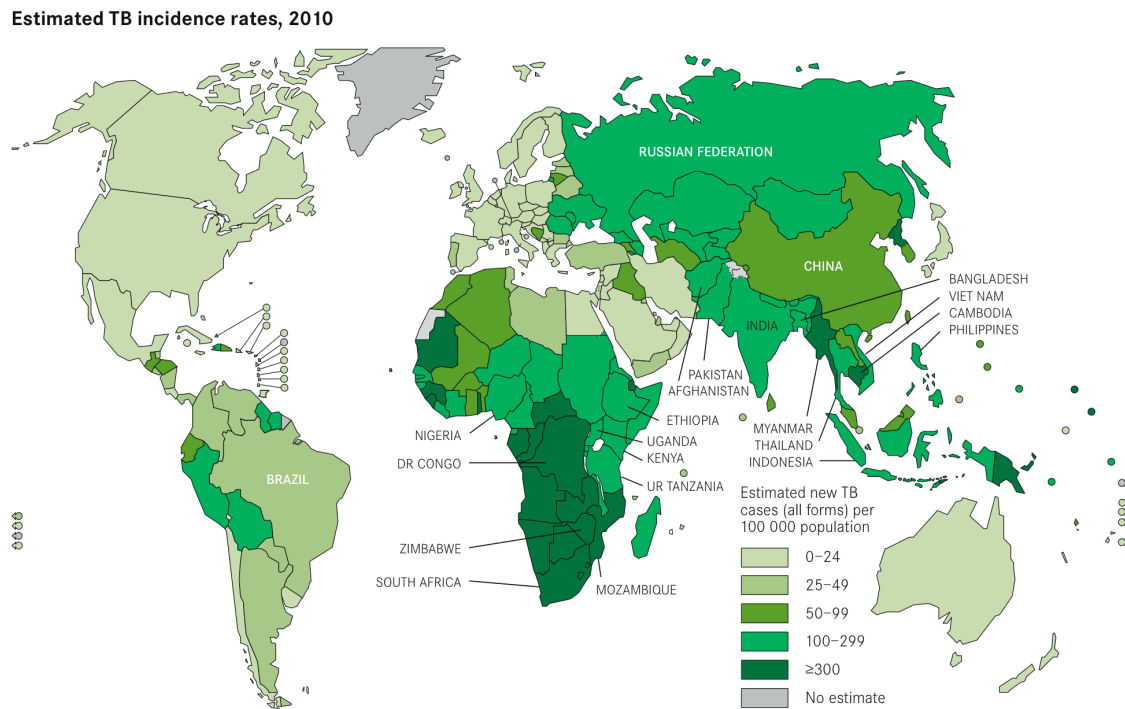 Estimated TB incidence rates, 2010
RUSSIAN FEDERATION
CHINA
BANGLADESH
VIET NAM
CAMBODIA
PHILIPPINES
INDIA
PAKISTAN
AFGHANISTAN
ETHIOPIA
NIGERIA
UGANDA
KENYA
MYANMAR
THAILAND
INDONESIA
DR CONGO
BRAZIL
UR TANZANIA
ZIMBABWE
SOUTH AFRICA
MOZAMBIQUE
Estimated new TB
cases (all forms) per
100 000 population
0–24
25–49
50–99
100–299
≥300
No estimate